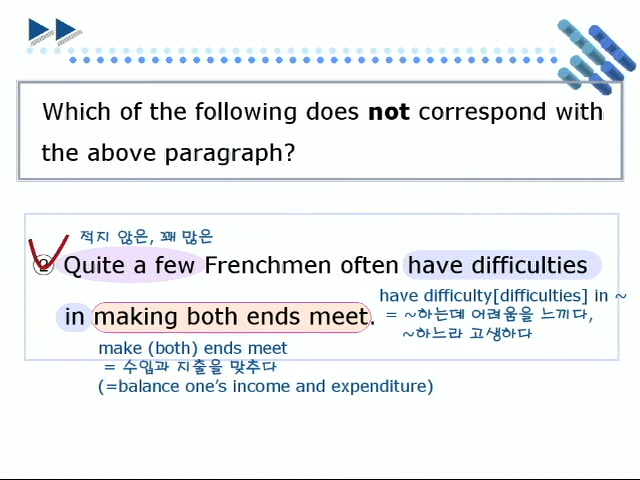 Which of the following does not correspond with
the above paragraph?
적지 않은, 꽤 많은
② Quite a few Frenchmen often have difficulties
in making both ends meet.
have difficulty[difficulties] in ~
= ~하는데 어려움을 느끼다,
~하느라 고생하다
make (both) ends meet
= 수입과 지출을 맞추다
(=balance one's income and expenditure)